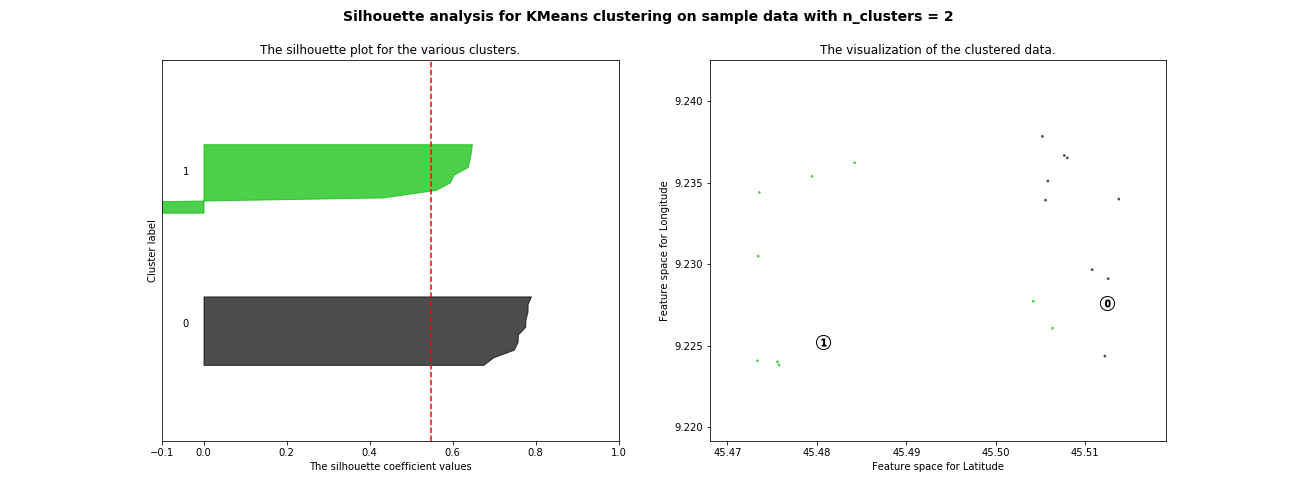 Silhouette analysis for KMeans clustering on sample data with n_clusters = 2
The silhouette plot for the various clusters.
1
0
Cluster label
−0.1 0.0 0.2 0.4 0.6 0.8 1.0
The silhouette coefficient values
The visualization of the clustered data.
9.240
9.235
9.230
9.225
9.220
Feature space for Longitude
0
1
45.47 45.48 45.49 45.50 45.51
Feature space for Latitude